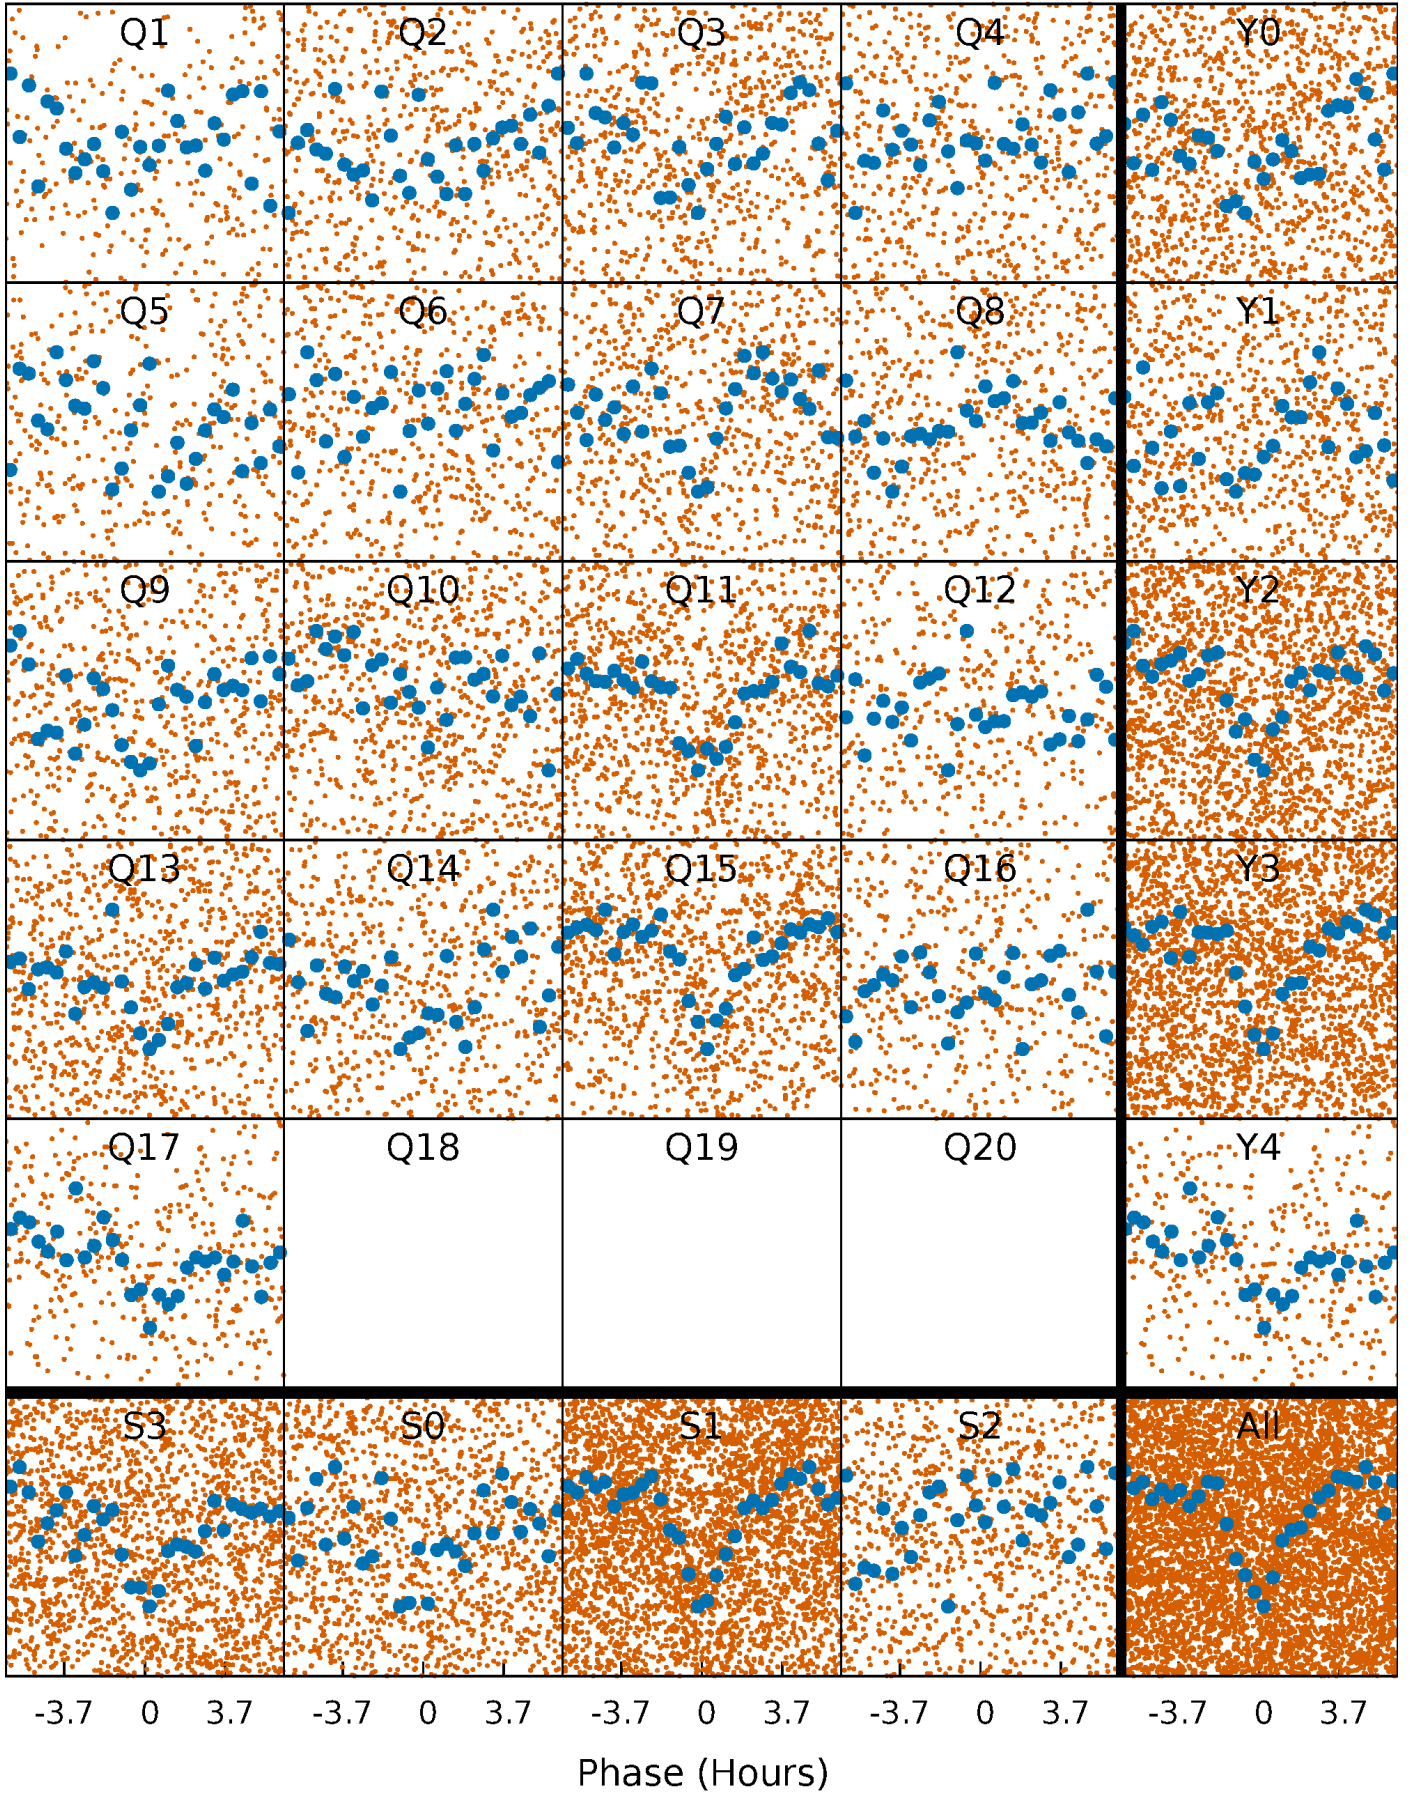 Q1 Q2 Q3 Q4 Y0
Q5 Q6 Q7 Q8 Y1
Q9 Q10 Q11 Q12 Y2
Q13 Q14 Q15 Q16 Y3
Q17 Q18 Q19 Q20 Y4
S3 S0 S1 S2 All
-3.7 0 3.7 -3.7 0 3.7 -3.7 0 3.7 -3.7 0 3.7 -3.7 0 3.7
Phase (Hours)